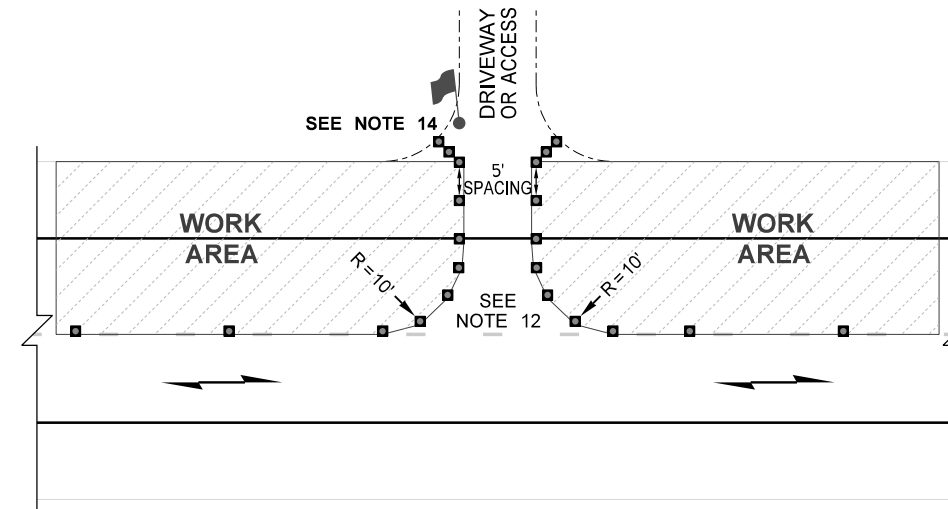 DRIVEWAY
OR ACCESS
SEE NOTE 14
5'
SPACING
WORK
AREA
WORK
AREA
R=10'
R=10'
SEE
NOTE 12